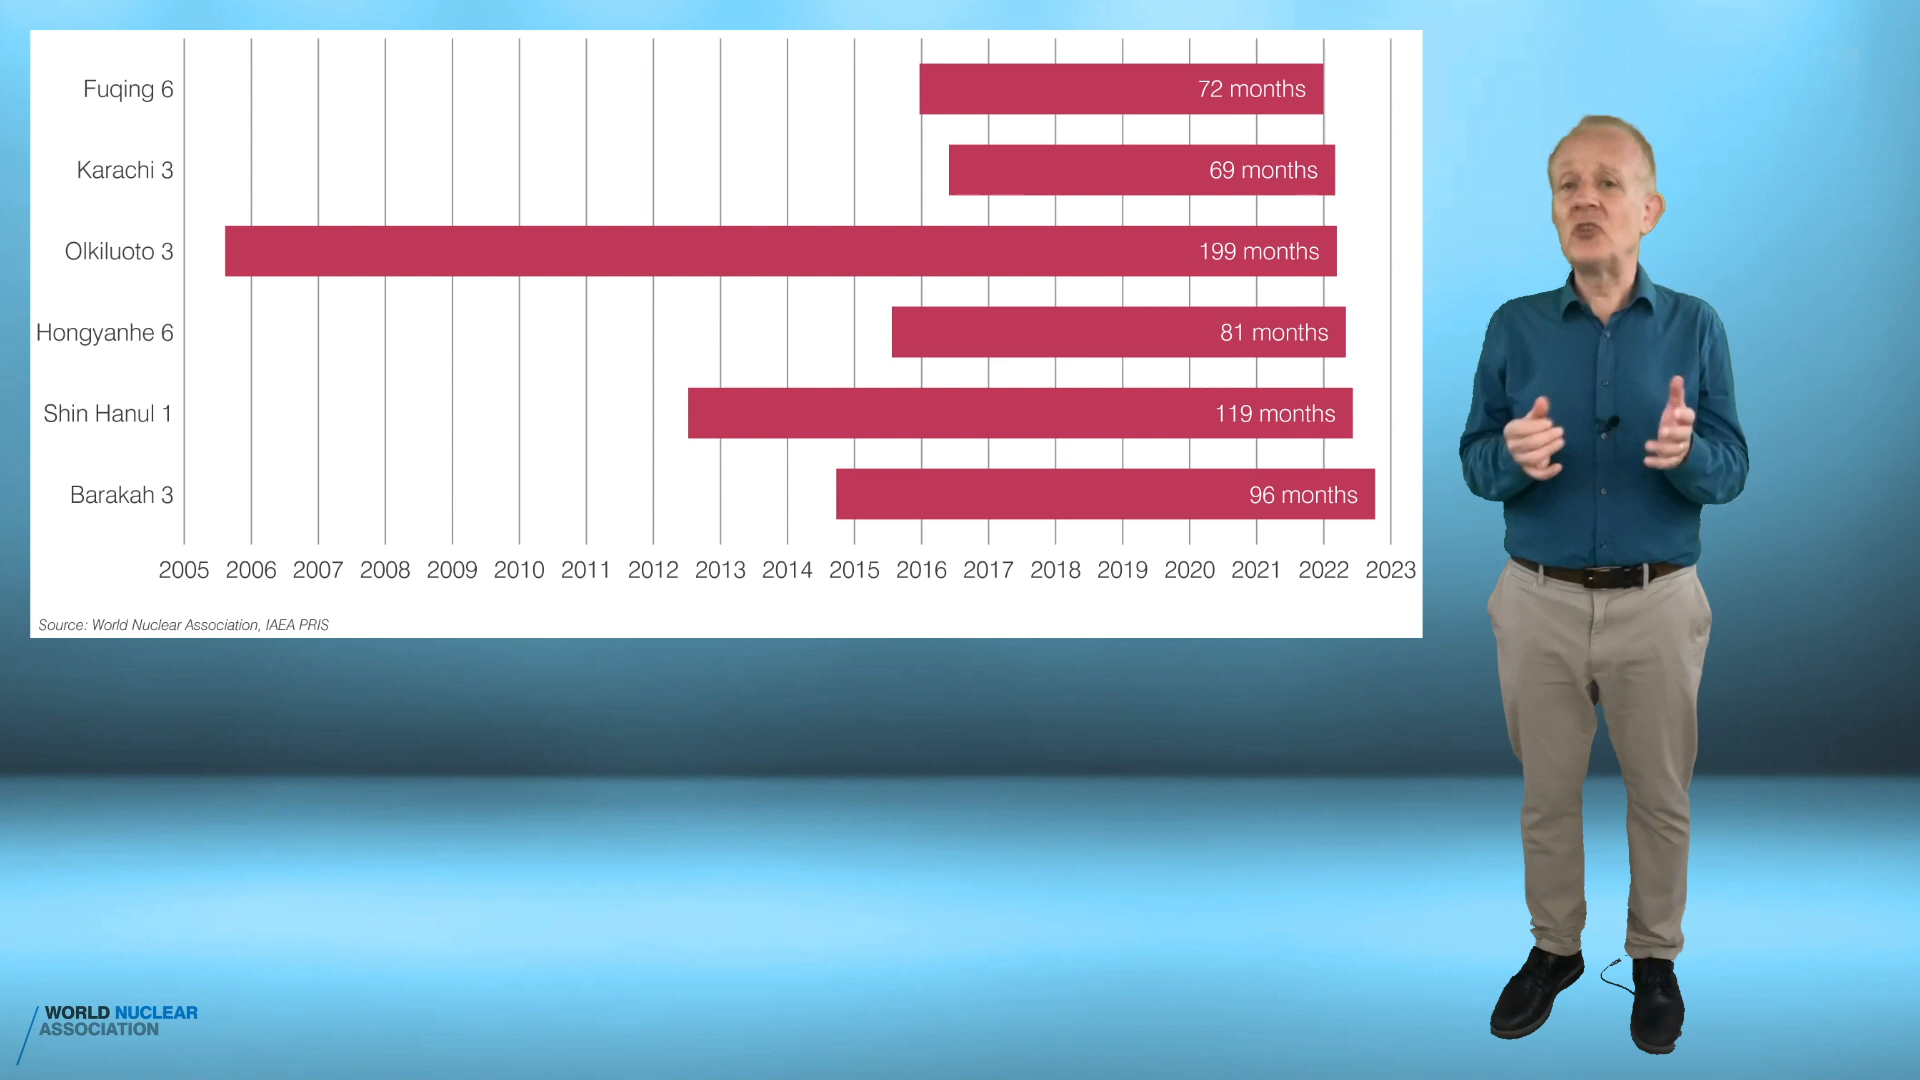 Fuqing 6 72 months
Karachi 3 69 months
Olkiluoto 3 199 months
Hongyanhe 6 81 months
Shin Hanul 1 119 months
Barakah 3 96 months
2005 2006 2007 2008 2009 2010 2011 2012 2013 2014 2015 2016 2017 2018 2019 2020 2021 2022 2023
Source: World Nuclear Association, IAEA PRIS
WORLD NUCLEAR
ASSOCIATION